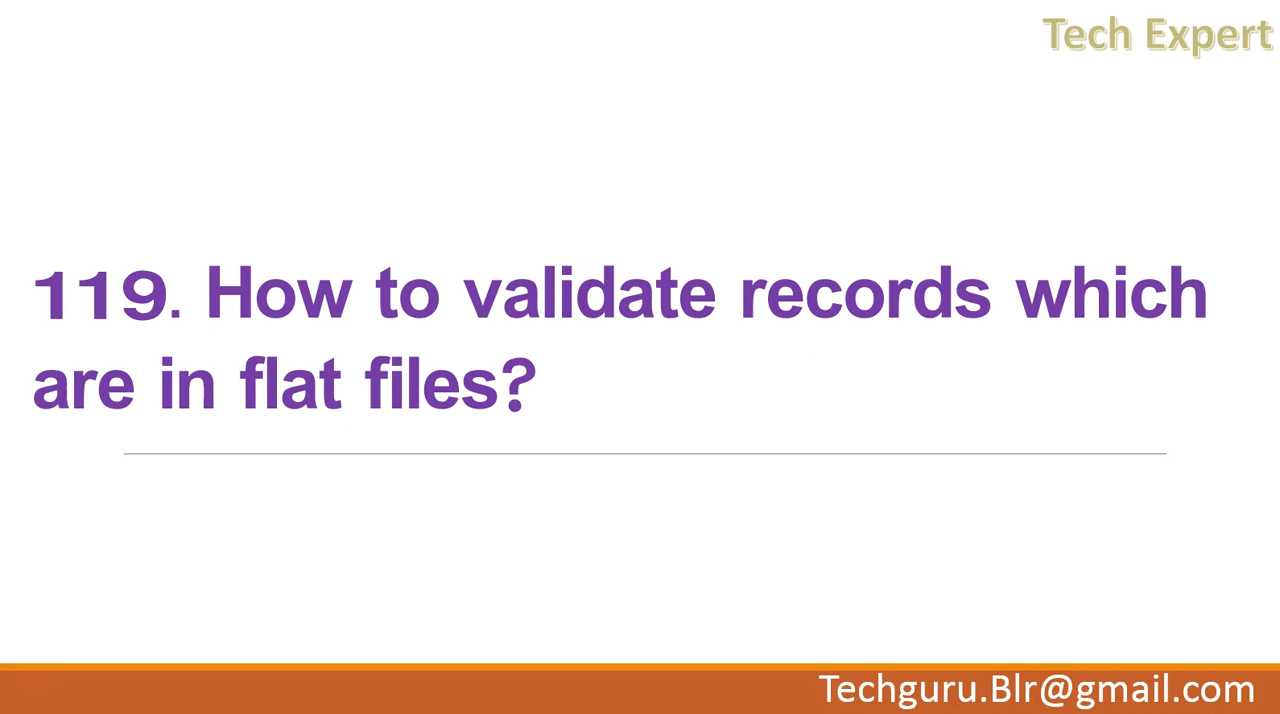 Tech Expert
119. How to validate records which
are in flat files?
Techguru.Blr@gmail.com